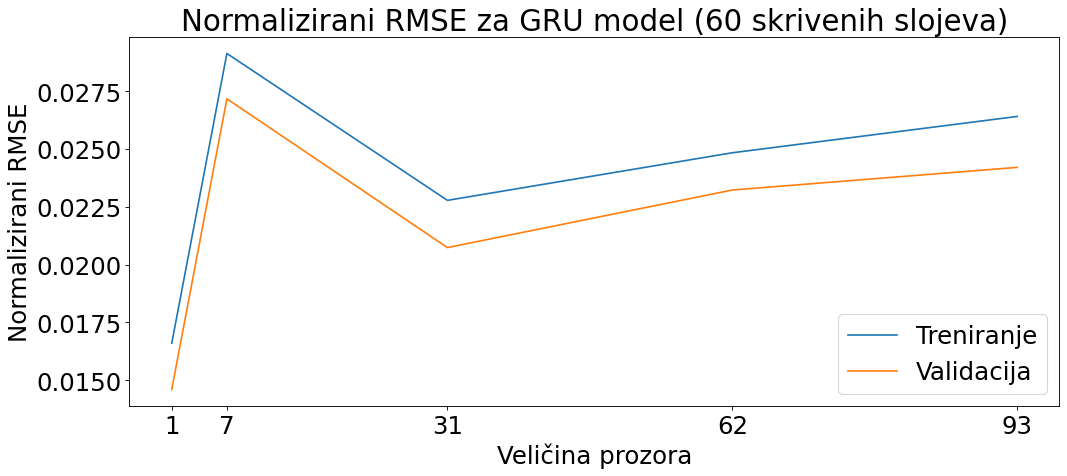 Normalizirani RMSE za GRU model (60 skrivenih slojeva)
Normalizirani RMSE
0.0275
0.0250
0.0225
0.0200
0.0175
0.0150
Treniranje
Validacija
1 7 31 62 93
Veličina prozora